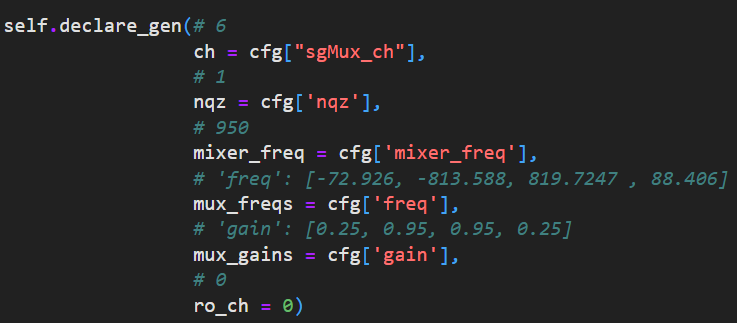 self.declare_gen(# 6
ch = cfg["sgMux_ch"],
# 1
nqz = cfg['nqz'],
# 950
mixer_freq = cfg['mixer_freq'],
# 'freq': [-72.926, -813.588, 819.7247 , 88.406]
mux_freqs = cfg['freq'],
# 'gain': [0.25, 0.95, 0.95, 0.25]
mux_gains = cfg['gain'],
# 0
ro_ch = 0)